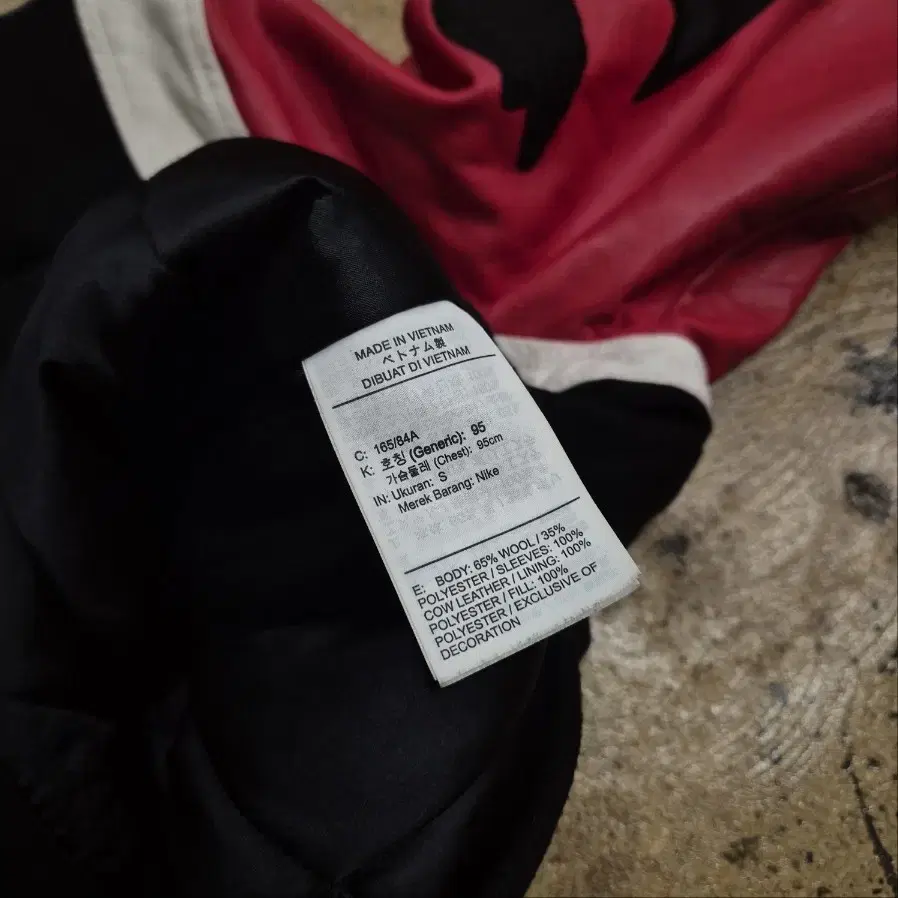 MADE IN VIETNAM
ベトナム製
DIBUAT DI VIETNAM
C: 165/84A
K: 호칭 (Generic): 95
가슴둘레 (Chest): 95cm
IN: Ukuran: S
Merek Barang: Nike
E: BODY: 65% WOOL / 35%
POLYESTER / SLEEVES: 100%
COW LEATHER / LINING: 100%
POLYESTER / FILL: 100%
POLYESTER / EXCLUSIVE OF
DECORATION